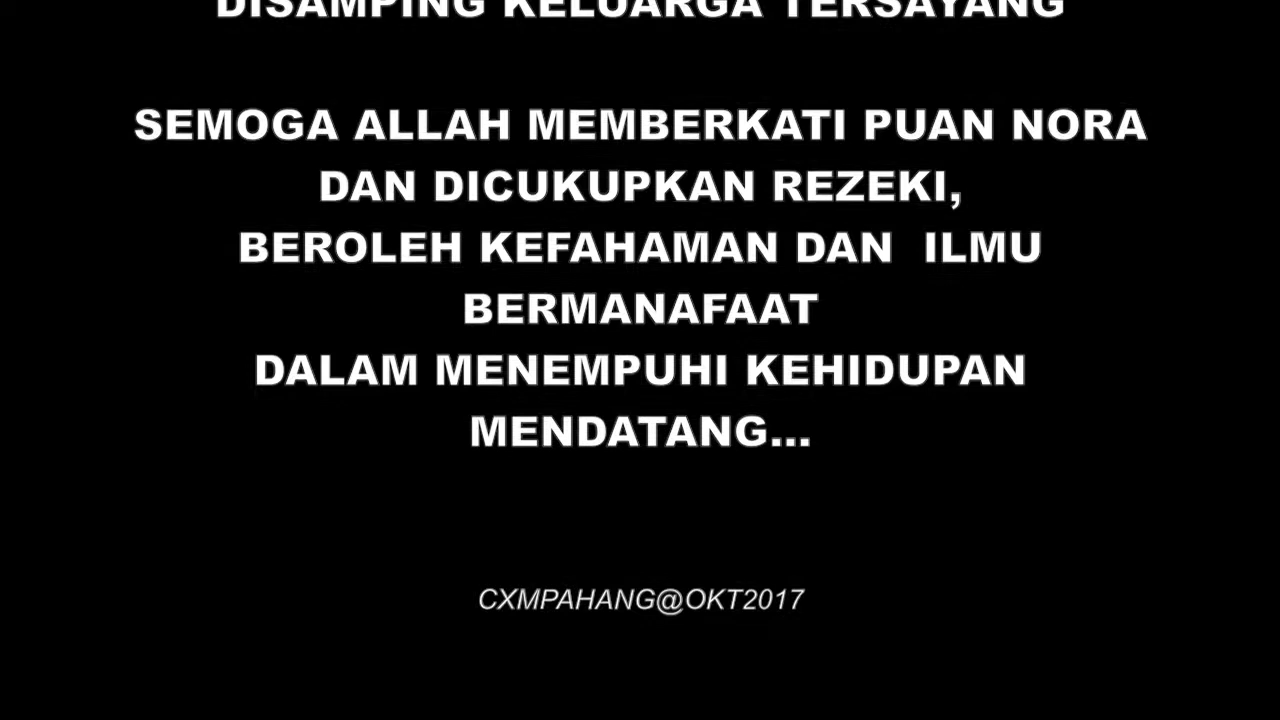 DISAMPING KELUARGA TERSAYANG
SEMOGA ALLAH MEMBERKATI PUAN NORA
DAN DICUKUPKAN REZEKI,
BEROLEH KEFAHAMAN DAN  ILMU
BERMANAFAAT
DALAM MENEMPUHI KEHIDUPAN
MENDATANG...
CXMPAHANG@OKT2017